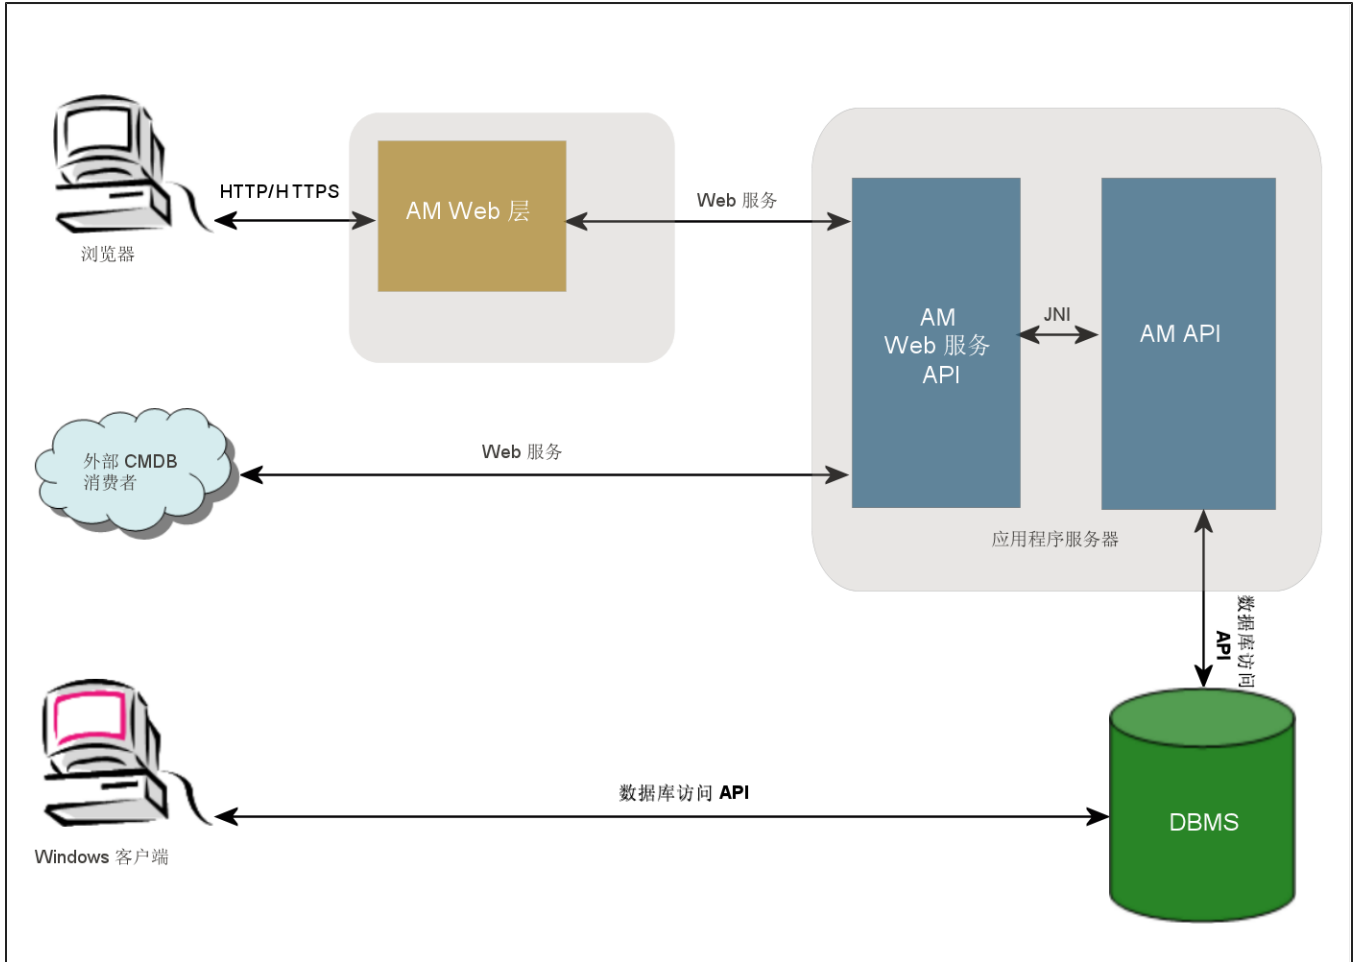 HTTP/HTTPS
AM Web 层
Web 服务
浏览器
AM
Web 服务
API
JNI
AM API
外部 CMDB
消费者
Web 服务
应用程序服务器
数据库访问
API
数据库访问 API
DBMS
Windows 客户端